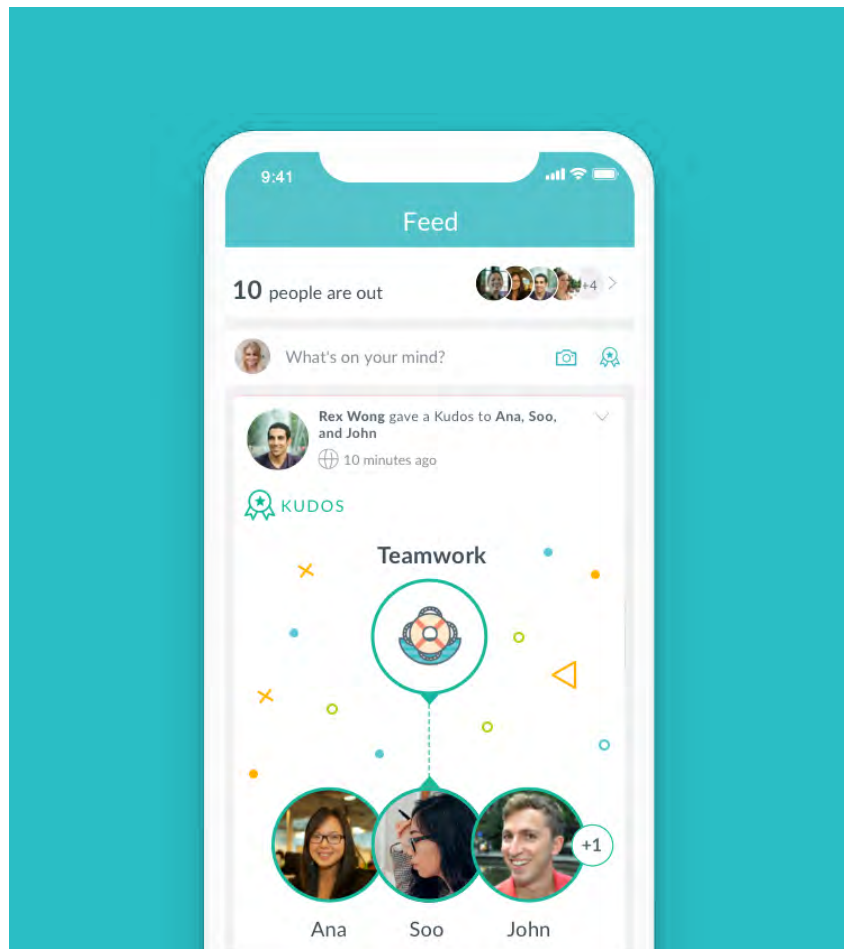 9:41
Feed
10 people are out
+4
What's on your mind?
Rex Wong gave a Kudos to Ana, Soo,
and John
10 minutes ago
KUDOS
Teamwork
+1
Ana Soo John